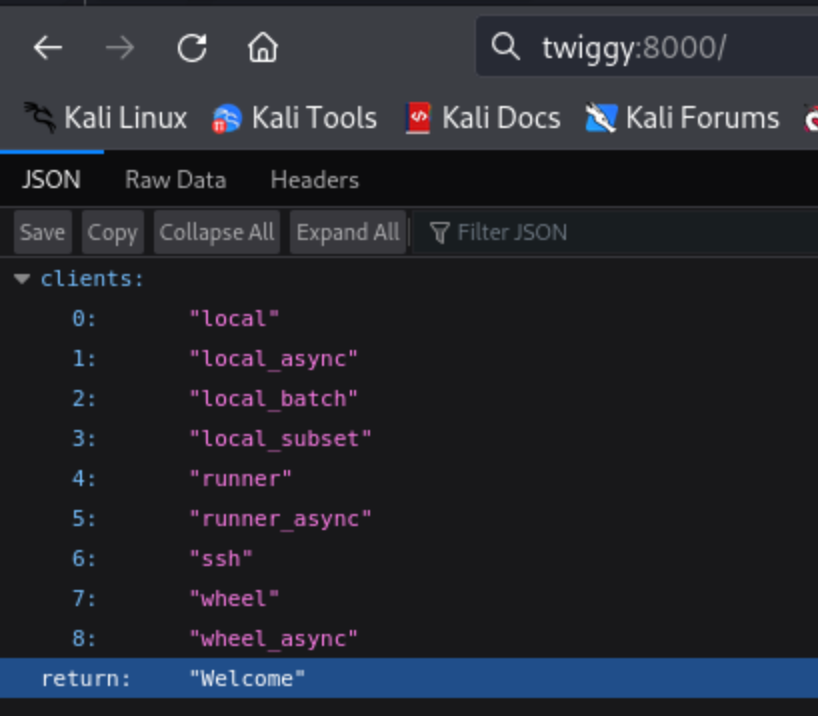 twiggy:8000/
Kali Linux Kali Tools Kali Docs Kali Forums
JSON Raw Data Headers
Save Copy Collapse All Expand All Filter JSON
clients:
0: "local"
1: "local_async"
2: "local_batch"
3: "local_subset"
4: "runner"
5: "runner_async"
6: "ssh"
7: "wheel"
8: "wheel_async"
return: "Welcome"